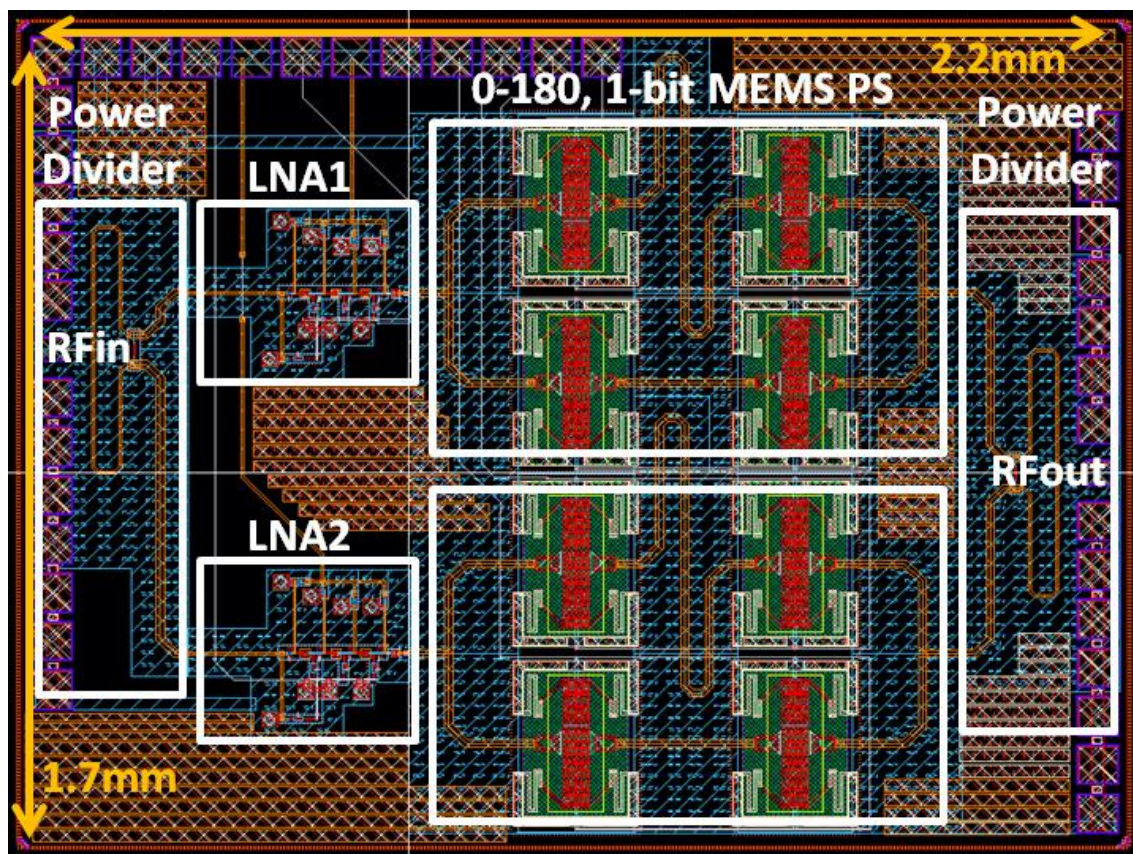 2.2mm
0-180, 1-bit MEMS PS
Power
Divider
LNA1
Power
Divider
RFin
RFout
LNA2
1.7mm